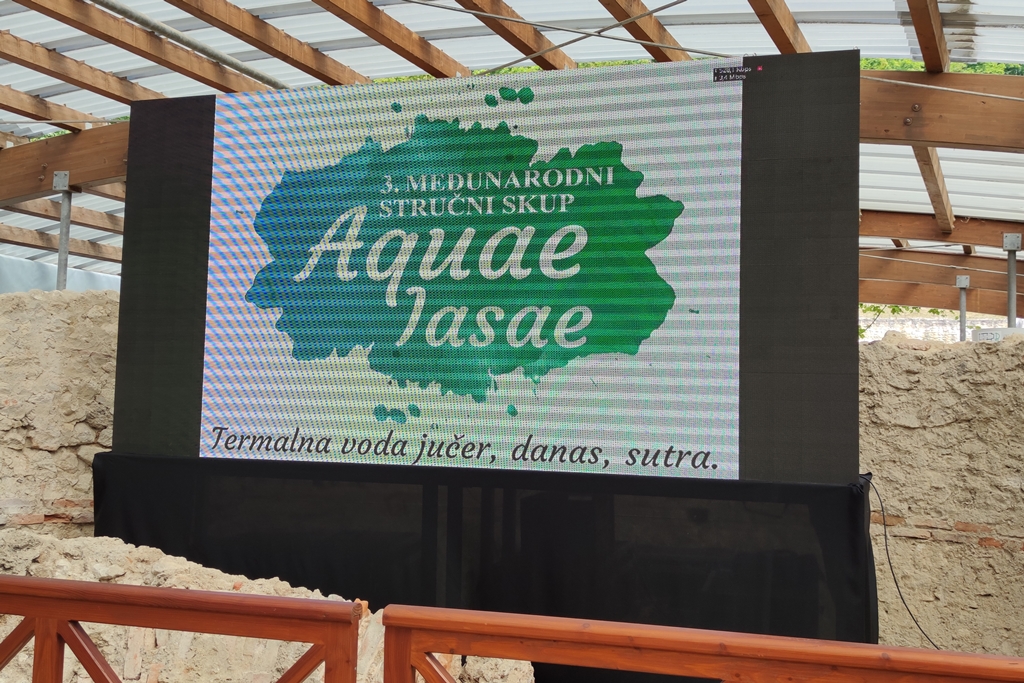 3. MEĐUNARODNI
STRUČNI SKUP
Aquae
Iasae
Termalna voda jučer, danas, sutra.